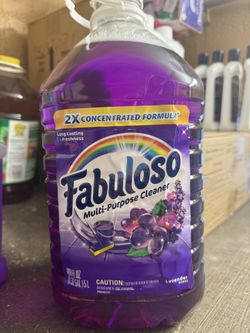 2X CONCENTRATED FORMULA*
Long Lasting
Freshness
Fabuloso
Multi-Purpose Cleaner
CAUTION:
Lavender